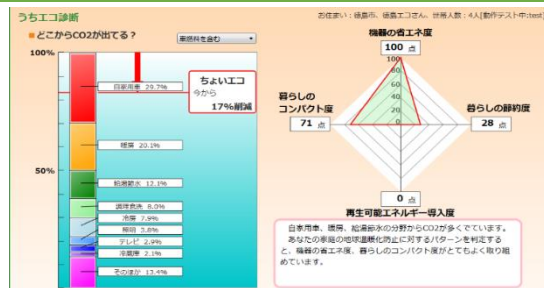 うちエコ診断
お住まい：徳島市、徳島エコさん、世帯人数：4人[動作テスト中:test]
■どこからCO2が出てる？
車燃料を含む
100%
50%
自家用車 29.7%
暖房 20.1%
給湯節水 12.1%
調理食洗 8.0%
冷房 7.9%
照明 3.8%
テレビ 2.9%
冷蔵庫 2.1%
そのほか 13.4%
ちょいエコ
今から
17%削減
機器の省エネ度
100 点
100
80
60
40
20
0
暮らしの
コンパクト度
71 点
暮らしの節約度
28 点
0 点
再生可能エネルギー導入度
自家用車、暖房、給湯節水の分野からCO2が多くでています。
あなたの家庭の地球温暖化防止に対するパターンを判定する
と、機器の省エネ度、暮らしのコンパクト度がとてもよく取り組
めています。